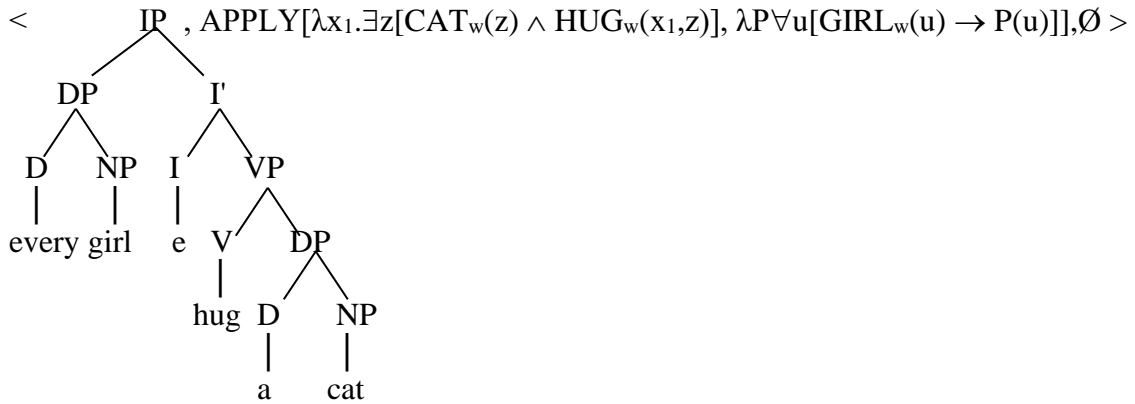 < IP , APPLY[λx₁.∃z[CATw(z) ∧ HUGw(x₁,z)], λP∀u[GIRLw(u) → P(u)]],Ø >
DP I'
D NP I VP
every girl e V DP
hug D NP
a cat